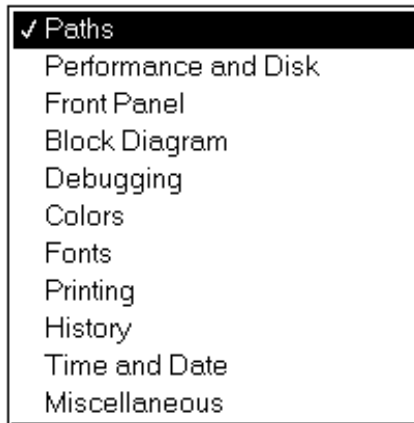 ✓ Paths
Performance and Disk
Front Panel
Block Diagram
Debugging
Colors
Fonts
Printing
History
Time and Date
Miscellaneous